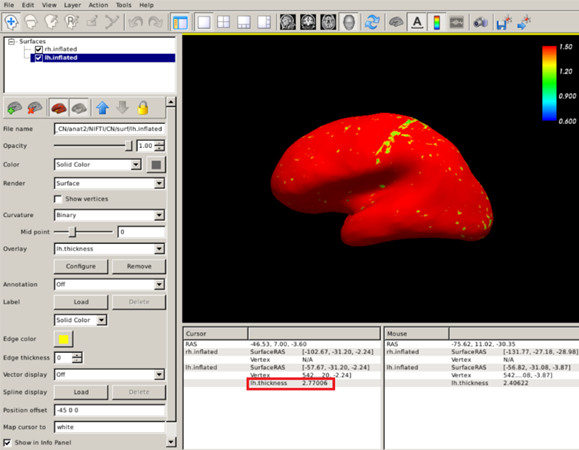 File Edit View Layer Action Tools Help
Surfaces
rh.inflated
lh.inflated
File name _CN/anat2/NIFTI/CN/surf/lh.inflated
Opacity 1.00
Color Solid Color
Render Surface
Show vertices
Curvature Binary
Mid point 0
Overlay lh.thickness
Configure Remove
Annotation Off
Label Load Delete
Solid Color
Edge color
Edge thickness 0
Vector display Off
Spline display Load Delete
Position offset -45 0 0
Map cursor to white
Show in Info Panel
A
1.50
1.20
0.900
0.600
Cursor
RAS -46.53, 7.00, -3.60
rh.inflated SurfaceRAS [-102.67, -31.20, -2.24]
Vertex N/A
lh.inflated SurfaceRAS [-57.67, -31.20, -2.24]
Vertex 542....20, -2.24]
lh.thickness 2.77006
Mouse
RAS -75.62, 11.02, -30.35
rh.inflated SurfaceRAS [-131.77, -27.18, -28.98]
Vertex N/A
lh.inflated SurfaceRAS [-56.82, -31.08, -3.87]
Vertex 542....08, -3.87]
lh.thickness 2.40622